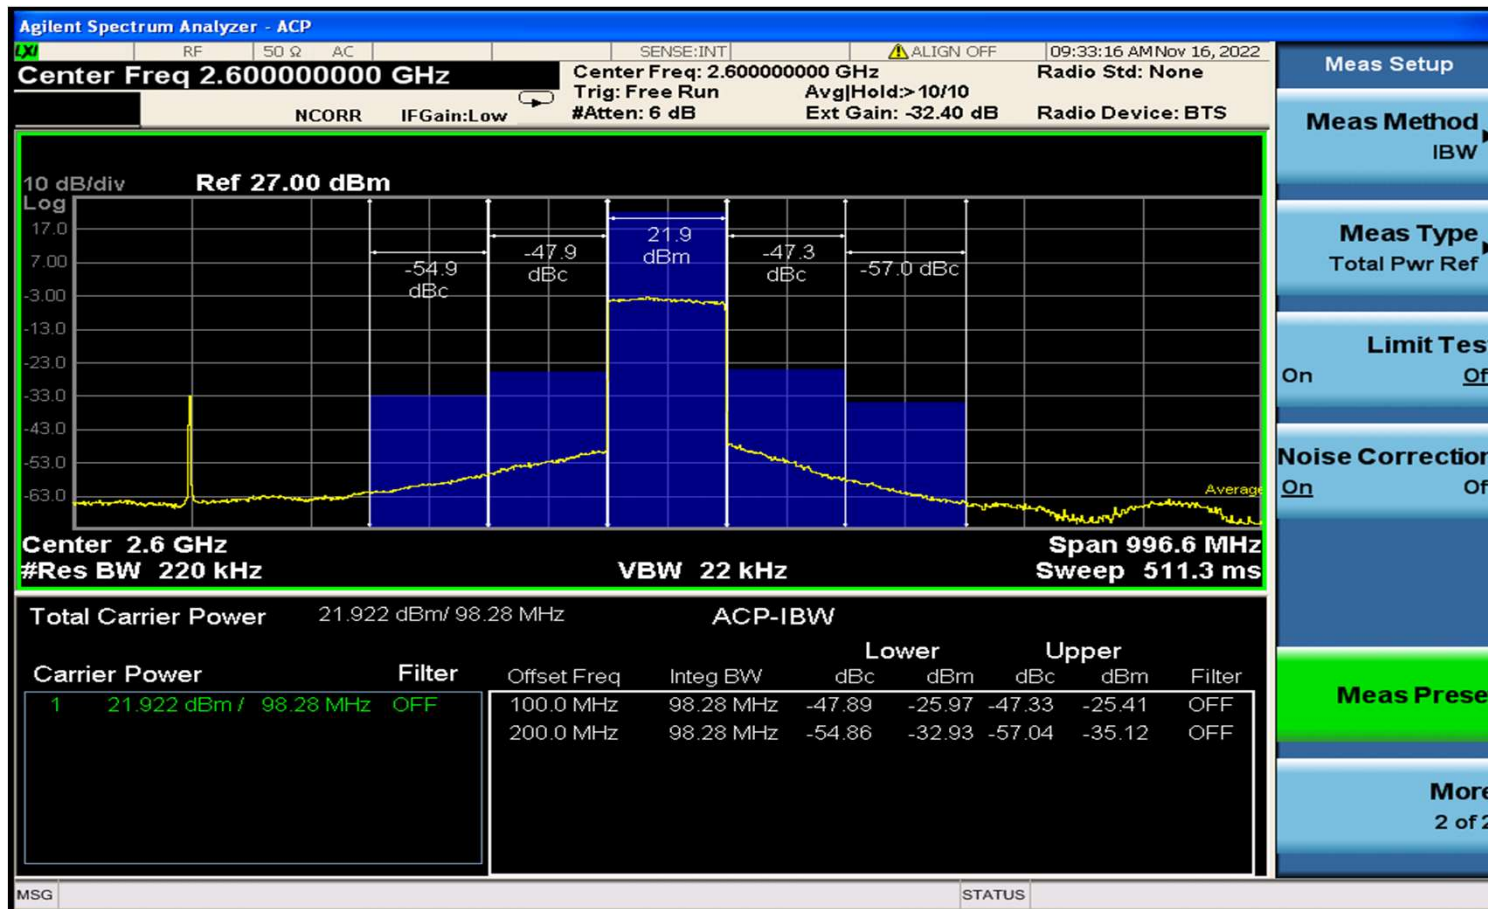 Agilent Spectrum Analyzer - ACP
LXI RF 50 Ω AC SENSE:INT ALIGN OFF 09:33:16 AM Nov 16, 2022
Center Freq 2.600000000 GHz
Center Freq: 2.600000000 GHz Radio Std: None
Trig: Free Run Avg|Hold:>10/10
NCORR IFGain:Low #Atten: 6 dB Ext Gain: -32.40 dB Radio Device: BTS
10 dB/div Ref 27.00 dBm
Log
17.0
7.00
-3.00
-13.0
-23.0
-33.0
-43.0
-53.0
-63.0
-54.9
dBc
-47.9
dBc
21.9
dBm
-47.3
dBc
-57.0 dBc
Average
Center 2.6 GHz Span 996.6 MHz
#Res BW 220 kHz VBW 22 kHz Sweep 511.3 ms
Total Carrier Power 21.922 dBm/ 98.28 MHz ACP-IBW
Lower Upper
Carrier Power Filter Offset Freq Integ BW dBc dBm dBc dBm Filter
1 21.922 dBm / 98.28 MHz OFF 100.0 MHz 98.28 MHz -47.89 -25.97 -47.33 -25.41 OFF
200.0 MHz 98.28 MHz -54.86 -32.93 -57.04 -35.12 OFF
MSG STATUS
Meas Setup
Meas Method
IBW
Meas Type
Total Pwr Ref
Limit Tes
On Of
Noise Correction
On Of
Meas Prese
More
2 of 2